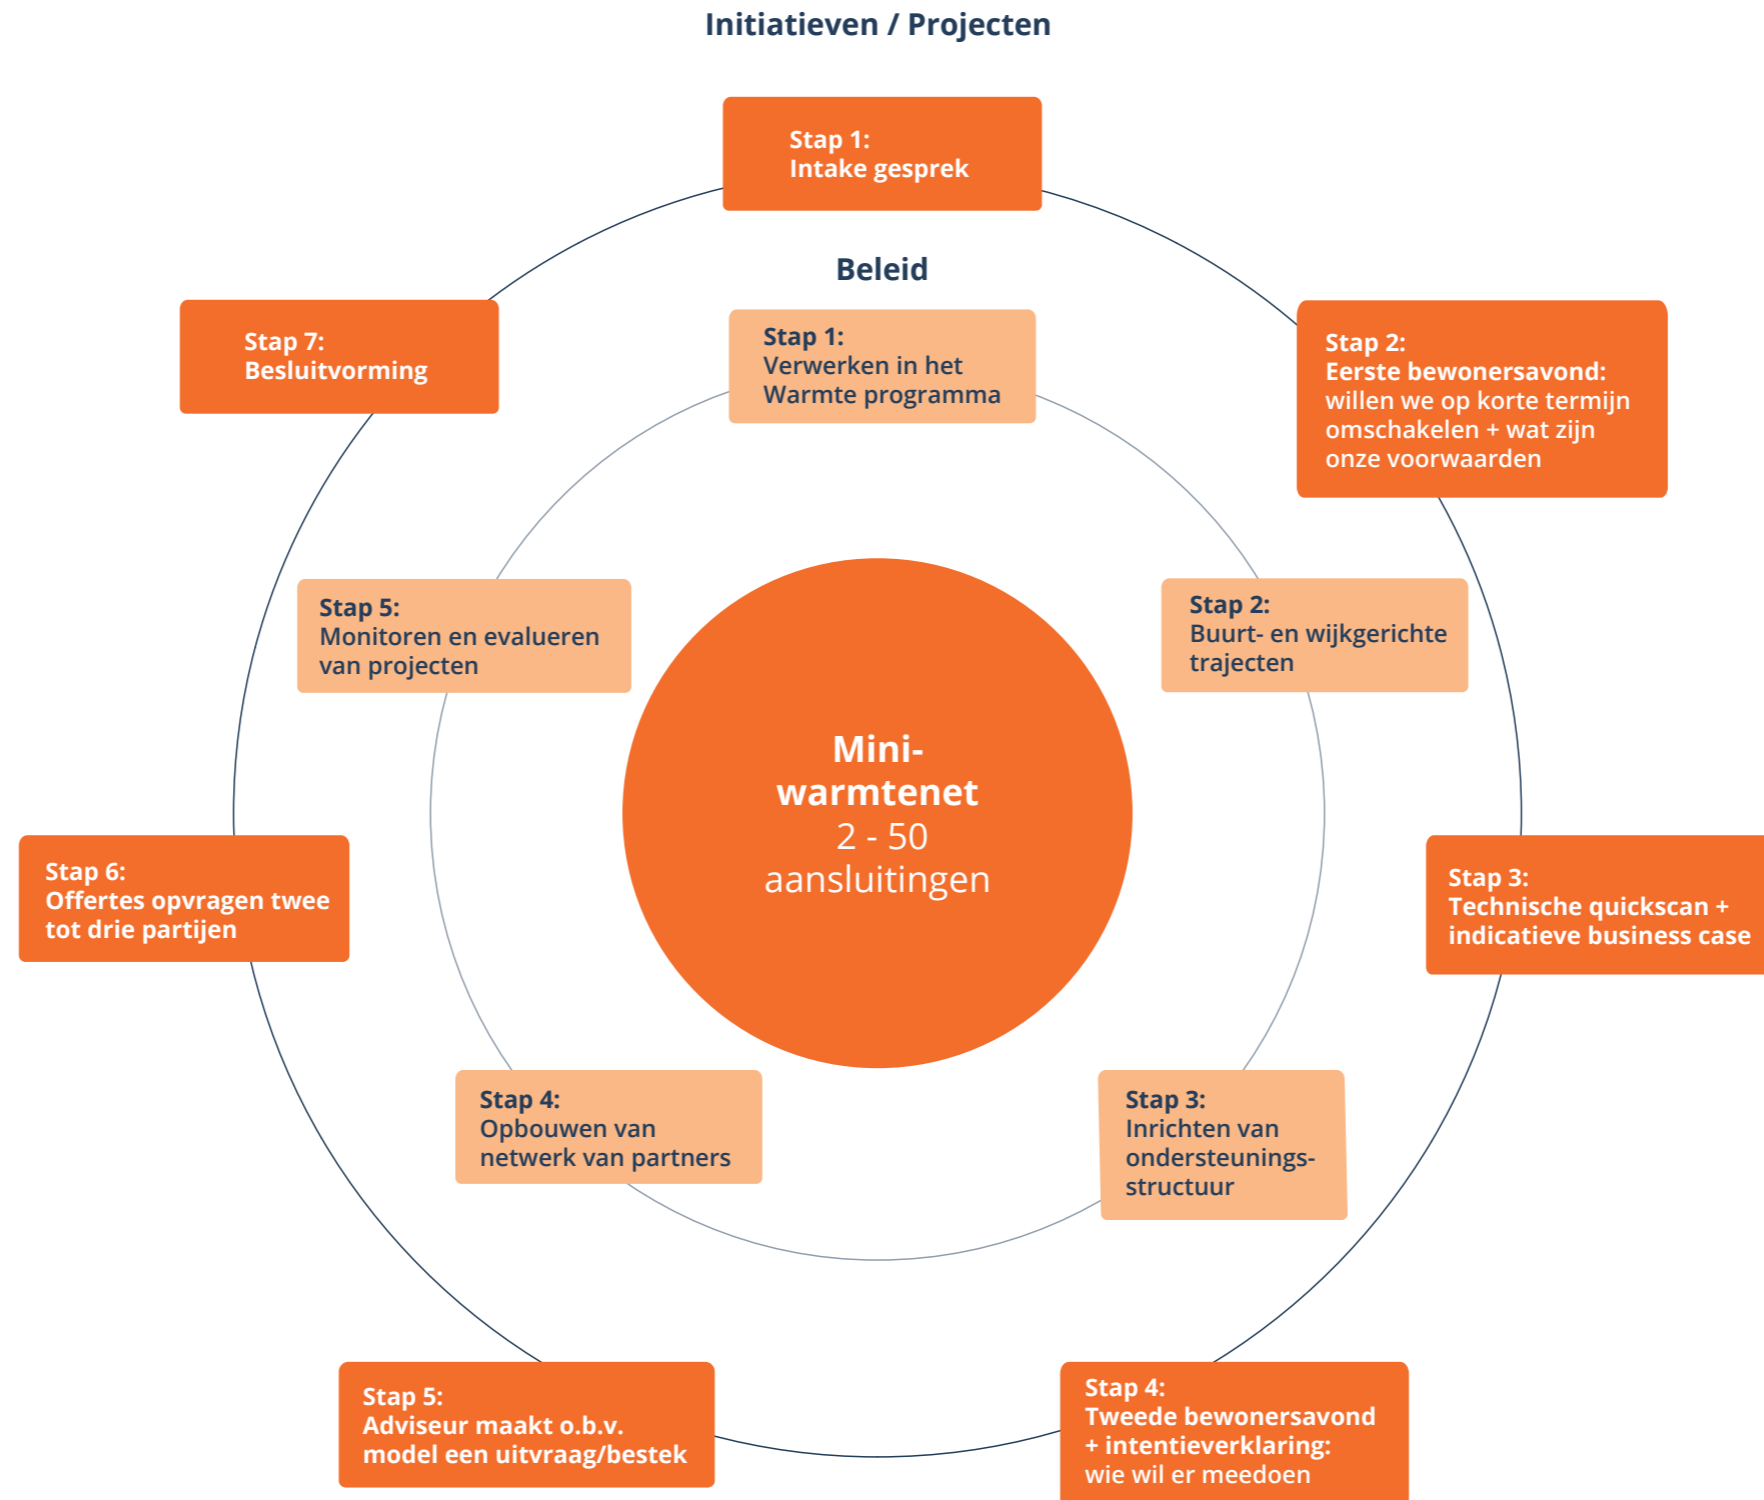 Initiatieven / Projecten
Stap 1:
Intake gesprek
Stap 2:
Eerste bewonersavond:
willen we op korte termijn
omschakelen + wat zijn
onze voorwaarden
Stap 3:
Technische quickscan +
indicatieve business case
Stap 4:
Tweede bewonersavond
+ intentieverklaring:
wie wil er meedoen
Stap 5:
Adviseur maakt o.b.v.
model een uitvraag/bestek
Stap 6:
Offertes opvragen twee
tot drie partijen
Stap 7:
Besluitvorming
Beleid
Stap 1:
Verwerken in het
Warmte programma
Stap 2:
Buurt- en wijkgerichte
trajecten
Stap 3:
Inrichten van
ondersteunings-
structuur
Stap 4:
Opbouwen van
netwerk van partners
Stap 5:
Monitoren en evalueren
van projecten
Mini-
warmtenet
2 - 50
aansluitingen